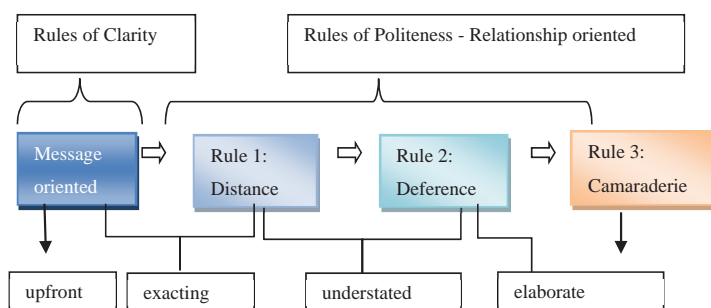 Rules of Clarity
Rules of Politeness - Relationship oriented
Message
oriented
Rule 1:
Distance
Rule 2:
Deference
Rule 3:
Camaraderie
upfront
exacting
understated
elaborate